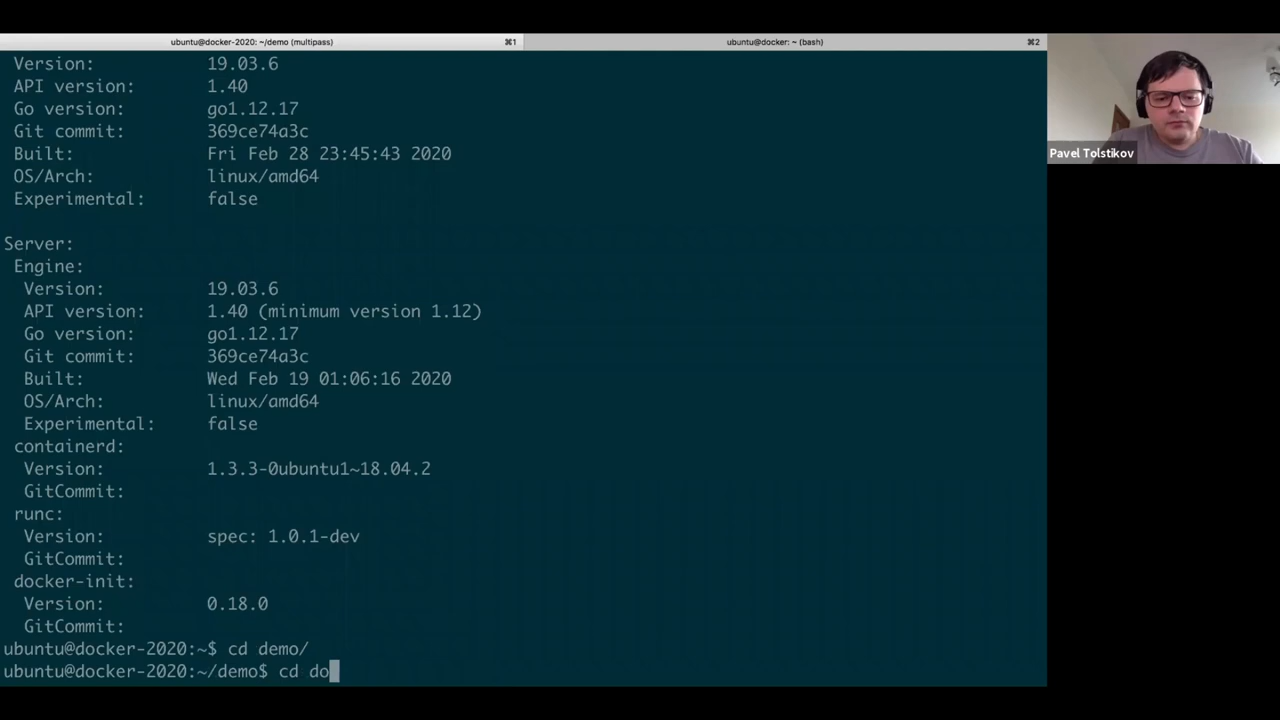 ubuntu@docker-2020: ~/demo (multipass)
⌘1
ubuntu@docker: ~ (bash)
⌘2
Version: 19.03.6
API version: 1.40
Go version: go1.12.17
Git commit: 369ce74a3c
Built: Fri Feb 28 23:45:43 2020
OS/Arch: linux/amd64
Experimental: false
Server:
Engine:
Version: 19.03.6
API version: 1.40 (minimum version 1.12)
Go version: go1.12.17
Git commit: 369ce74a3c
Built: Wed Feb 19 01:06:16 2020
OS/Arch: linux/amd64
Experimental: false
containerd:
Version: 1.3.3-0ubuntu1~18.04.2
GitCommit:
runc:
Version: spec: 1.0.1-dev
GitCommit:
docker-init:
Version: 0.18.0
GitCommit:
ubuntu@docker-2020:~$ cd demo/
ubuntu@docker-2020:~/demo$ cd do
Pavel Tolstikov